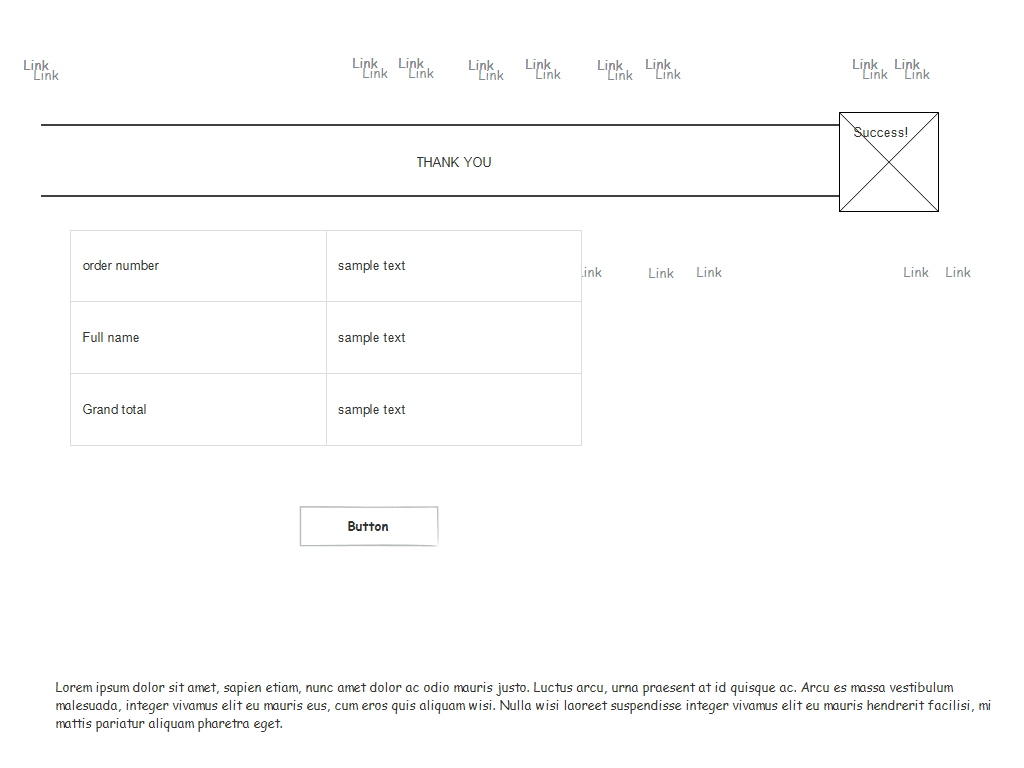 Link Link Link Link Link Link Link Link Link
Link Link Link Link Link Link Link Link Link
Success!
THANK YOU
order number sample text
Link Link Link Link
Full name sample text
Grand total sample text
Button
Lorem ipsum dolor sit amet, sapien etiam, nunc amet dolor ac odio mauris justo. Luctus arcu, urna praesent at id quisque ac. Arcu es massa vestibulum
malesuada, integer vivamus elit eu mauris eus, cum eros quis aliquam wisi. Nulla wisi laoreet suspendisse integer vivamus elit eu mauris hendrerit facilisi, mi
mattis pariatur aliquam pharetra eget.